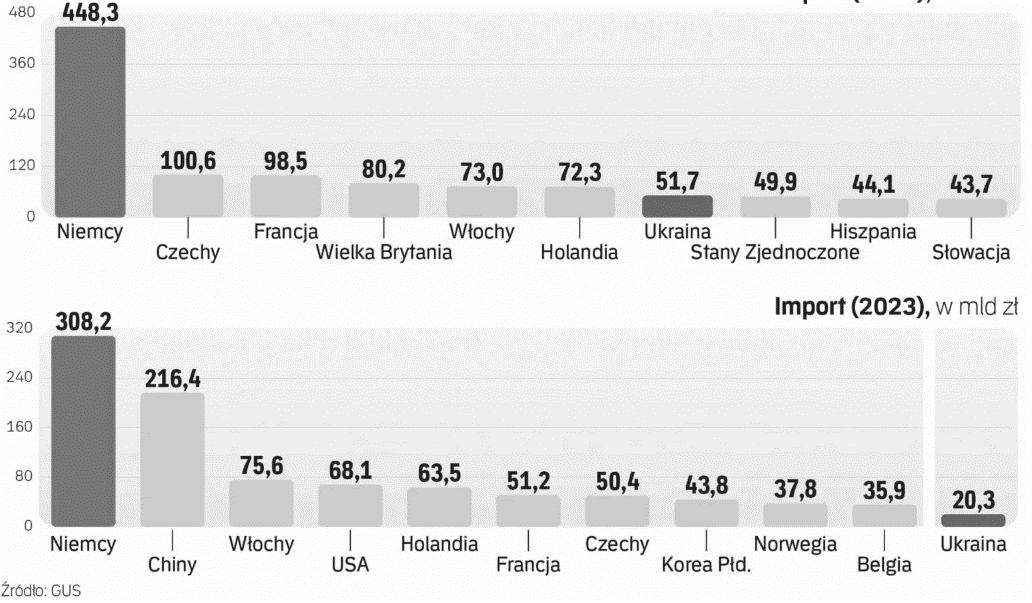 480
448,3
360
240
120
0
100,6
98,5
80,2
73,0
72,3
51,7
49,9
44,1
43,7
Niemcy
Czechy
Francja
Wielka Brytania
Włochy
Holandia
Ukraina
Stany Zjednoczone
Hiszpania
Słowacja
Import (2023), w mld zł
320
308,2
240
216,4
160
80
0
75,6
68,1
63,5
51,2
50,4
43,8
37,8
35,9
20,3
Niemcy
Chiny
Włochy
USA
Holandia
Francja
Czechy
Korea Płd.
Norwegia
Belgia
Ukraina
Źródło: GUS